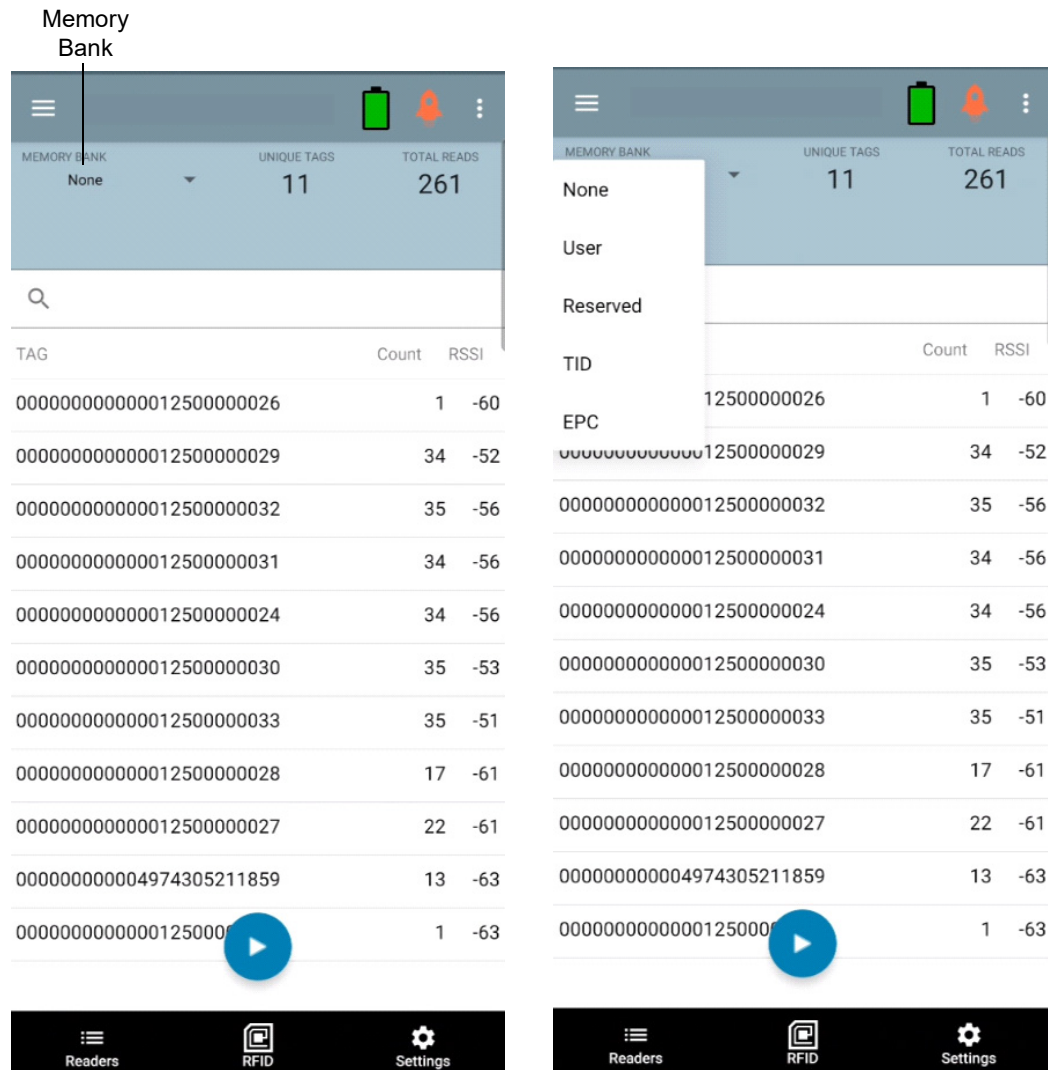 Memory
Bank
MEMORY BANK UNIQUE TAGS TOTAL READS
None 11 261
TAG Count RSSI
000000000000012500000026 1 -60
000000000000012500000029 34 -52
000000000000012500000032 35 -56
000000000000012500000031 34 -56
000000000000012500000024 34 -56
000000000000012500000030 35 -53
000000000000012500000033 35 -51
000000000000012500000028 17 -61
000000000000012500000027 22 -61
000000000004974305211859 13 -63
0000000000000125000 1 -63
Readers RFID Settings
MEMORY BANK UNIQUE TAGS TOTAL READS
11 261
None
User
Reserved
TID
EPC
Count RSSI
12500000026 1 -60
000000000000012500000029 34 -52
000000000000012500000032 35 -56
000000000000012500000031 34 -56
000000000000012500000024 34 -56
000000000000012500000030 35 -53
000000000000012500000033 35 -51
000000000000012500000028 17 -61
000000000000012500000027 22 -61
000000000004974305211859 13 -63
0000000000000125000 1 -63
Readers RFID Settings